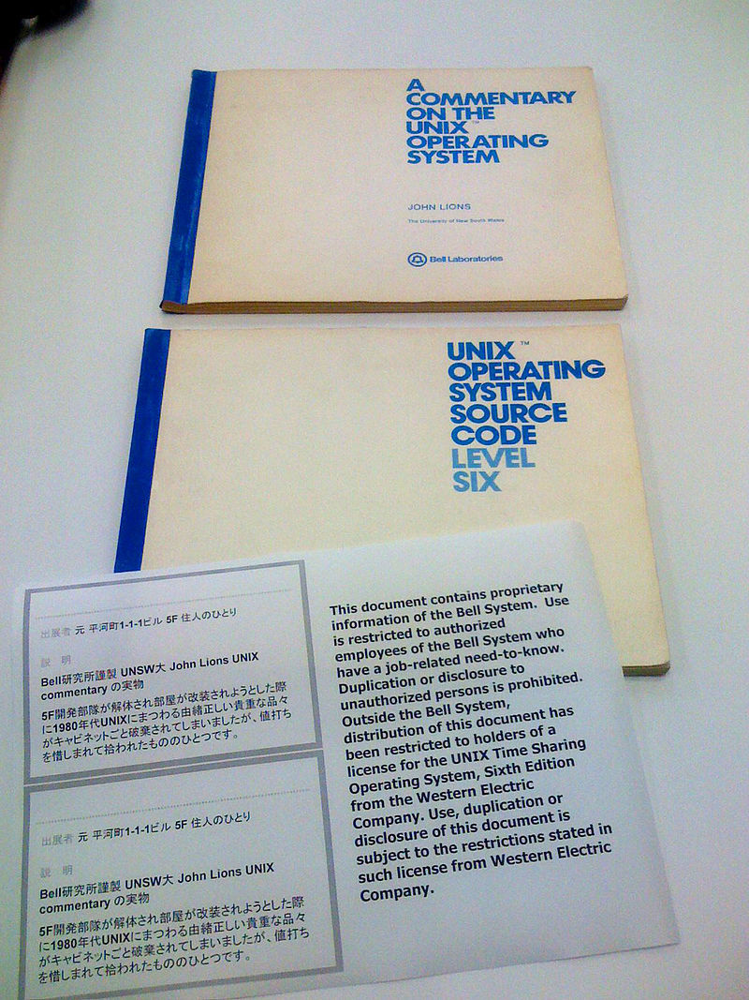 A
COMMENTARY
ON THE
UNIX™
OPERATING
SYSTEM
JOHN LIONS
The University of New South Wales
Bell Laboratories
UNIX™
OPERATING
SYSTEM
SOURCE
CODE
LEVEL
SIX
出展者 元 平河町1-1-1ビル 5F 住人のひとり
説 明
Bell研究所謹製 UNSW大 John Lions UNIX
commentary の実物
5F開発部隊が解体され部屋が改装されようとした際
に1980年代UNIXにまつわる由緒正しい貴重な品々
がキャビネットごと破棄されてしまいましたが、値打ち
を惜しまれて拾われたもののひとつです。
出展者 元 平河町1-1-1ビル 5F 住人のひとり
説 明
Bell研究所謹製 UNSW大 John Lions UNIX
commentary の実物
5F開発部隊が解体され部屋が改装されようとした際
に1980年代UNIXにまつわる由緒正しい貴重な品々
がキャビネットごと破棄されてしまいましたが、値打ち
を惜しまれて拾われたもののひとつです。
This document contains proprietary
information of the Bell System. Use
is restricted to authorized
employees of the Bell System who
have a job-related need-to-know.
Duplication or disclosure to
unauthorized persons is prohibited.
Outside the Bell System,
distribution of this document has
been restricted to holders of a
license for the UNIX Time Sharing
Operating System, Sixth Edition
from the Western Electric
Company. Use, duplication or
disclosure of this document is
subject to the restrictions stated in
such license from Western Electric
Company.